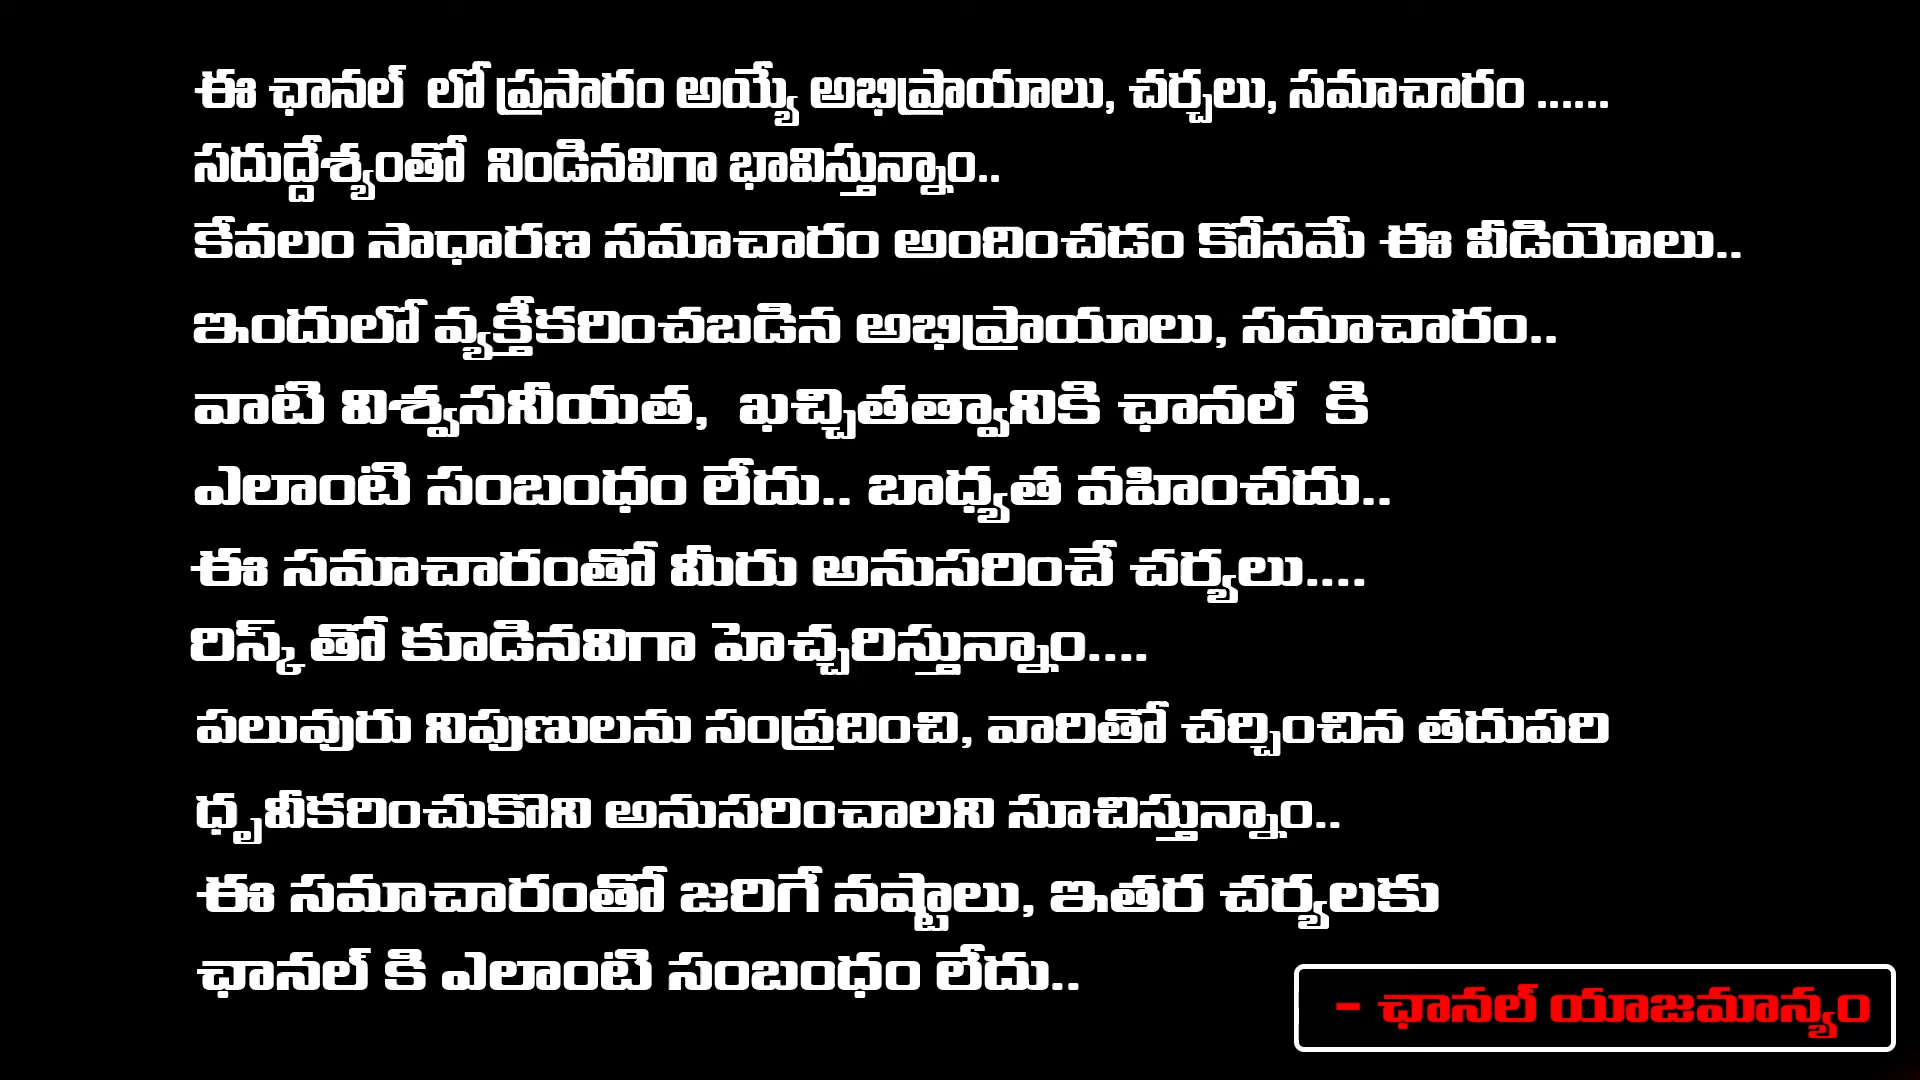 ఈ ఛానల్ లో ప్రసారం అయ్యే అభిప్రాయాలు, చర్చలు, సమాచారం ......
సదుద్దేశ్యంతో నిండినవిగా భావిస్తున్నాం..
కేవలం సాధారణ సమాచారం అందించడం కోసమే ఈ వీడియోలు..
ఇందులో వ్యక్తీకరించబడిన అభిప్రాయాలు, సమాచారం..
వాటి విశ్వసనీయత, ఖచ్చితత్వానికి ఛానల్ కి
ఎలాంటి సంబంధం లేదు.. బాధ్యత వహించదు..
ఈ సమాచారంతో మీరు అనుసరించే చర్యలు....
రిస్క్ తో కూడినవిగా హెచ్చరిస్తున్నాం....
పలువురు నిపుణులను సంప్రదించి, వారితో చర్చించిన తదుపరి
ధృవీకరించుకొని అనుసరించాలని సూచిస్తున్నాం..
ఈ సమాచారంతో జరిగే నష్టాలు, ఇతర చర్యలకు
ఛానల్ కి ఎలాంటి సంబంధం లేదు..
- ఛానల్ యాజమాన్యం